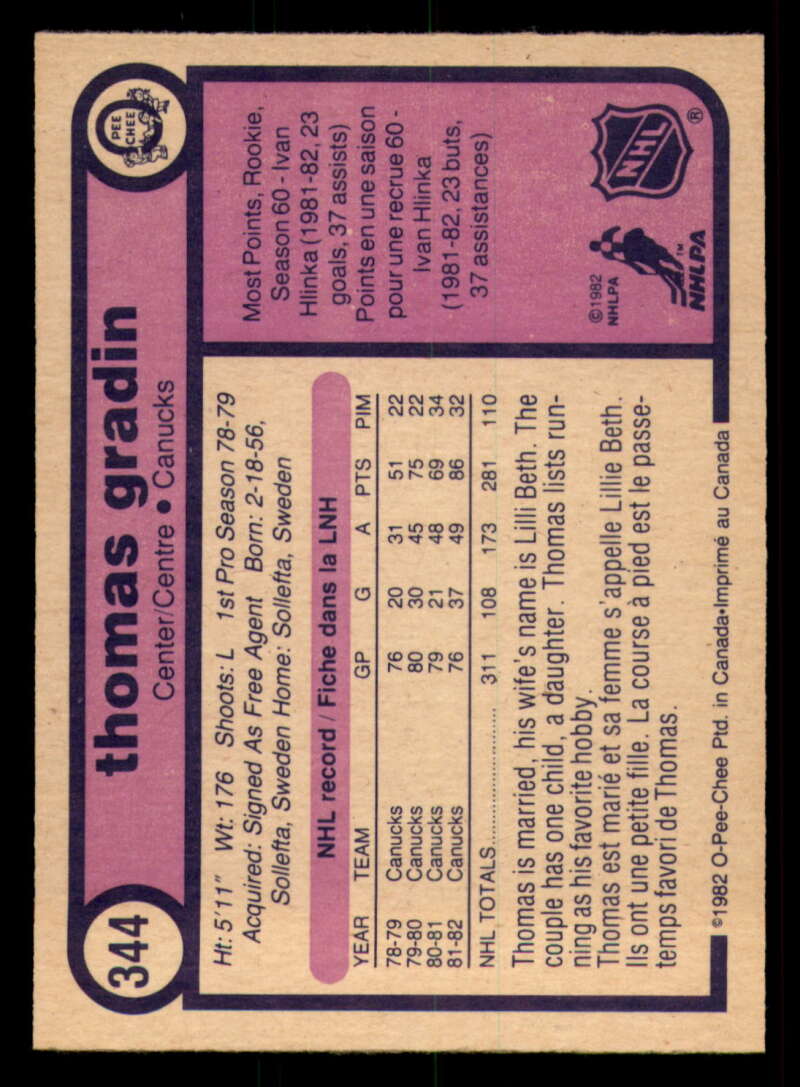 344
thomas gradin
PEE
CHEE
Center/Centre • Canucks
Ht: 5'11" Wt: 176 Shoots: L 1st Pro Season 78-79
Acquired: Signed As Free Agent Born: 2-18-56,
Sollefta, Sweden Home: Sollefta, Sweden
NHL record / Fiche dans la LNH
YEAR TEAM GP G A PTS PIM
78-79 Canucks 76 20 31 51 22
79-80 Canucks 80 30 45 75 22
80-81 Canucks 79 21 48 69 34
81-82 Canucks 76 37 49 86 32
NHL TOTALS.................... 311 108 173 281 110
Thomas is married, his wife's name is Lilli Beth. The
couple has one child, a daughter. Thomas lists run-
ning as his favorite hobby.
Thomas est marié et sa femme s'appelle Lillie Beth.
Ils ont une petite fille. La course à pied est le passe-
temps favori de Thomas.
Most Points, Rookie,
Season 60 - Ivan
Hlinka (1981-82, 23
goals, 37 assists)
Points en une saison
pour une recrue 60 -
Ivan Hlinka
(1981-82, 23 buts,
37 assistances)
©1982
NHLPA
NHLPA
™
NHL
®
©1982 O-Pee-Chee Ptd. in Canada•Imprimé au Canada